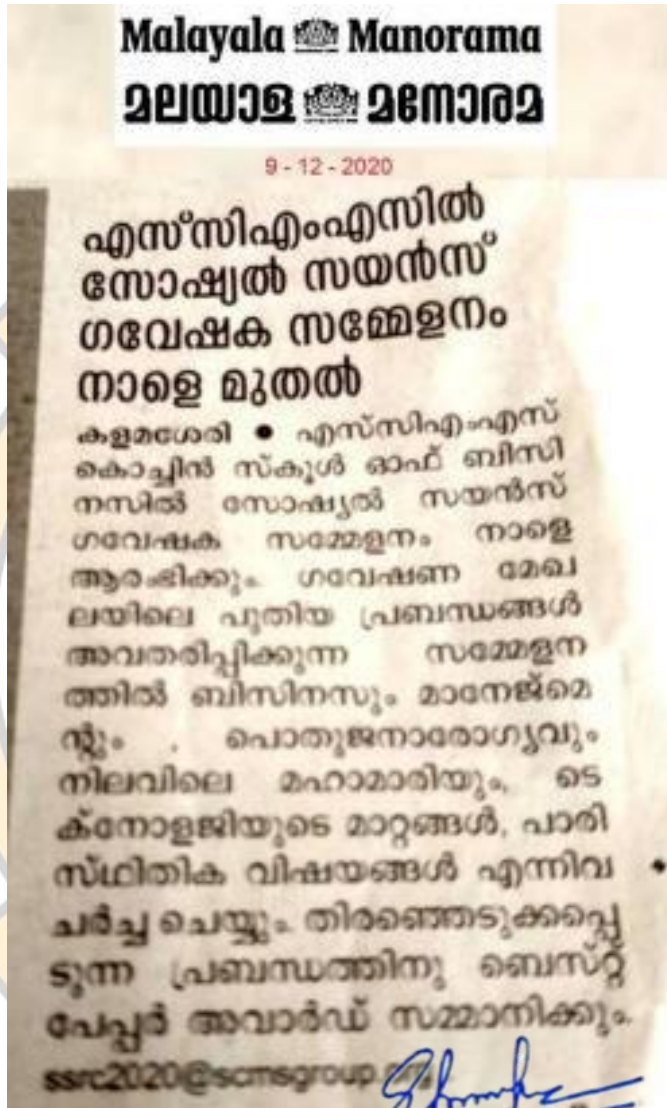 Malayala Manorama
മലയാള മനോരമ
9 - 12 - 2020
എസ്‌സിഎംഎസിൽ
സോഷ്യൽ സയൻസ്
ഗവേഷക സമ്മേളനം
നാളെ മുതൽ
കളമശേരി ● എസ്‌സിഎംഎസ്
കൊച്ചിൻ സ്കൂൾ ഓഫ് ബിസി
നസിൽ സോഷ്യൽ സയൻസ്
ഗവേഷക സമ്മേളനം നാളെ
ആരംഭിക്കും. ഗവേഷണ മേഖ
ലയിലെ പുതിയ പ്രബന്ധങ്ങൾ
അവതരിപ്പിക്കുന്ന സമ്മേളന
ത്തിൽ ബിസിനസും മാനേജ്മെ
ന്റും , പൊതുജനാരോഗ്യവും
നിലവിലെ മഹാമാരിയും, ടെ
ക്നോളജിയുടെ മാറ്റങ്ങൾ, പാരി
സ്ഥിതിക വിഷയങ്ങൾ എന്നിവ
ചർച്ച ചെയ്യും. തിരഞ്ഞെടുക്കപ്പെ
ടുന്ന പ്രബന്ധത്തിനു ബെസ്റ്റ്
പേപ്പർ അവാർഡ് സമ്മാനിക്കും.
ssrc2020@scmsgroup.org